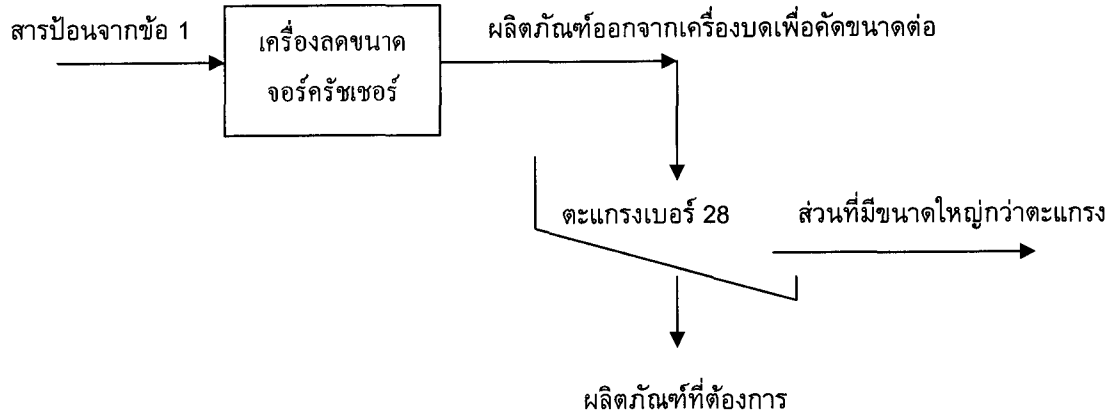 สารป้อนจากข้อ 1
เครื่องลดขนาด
จอร์ครัชเชอร์
ผลิตภัณฑ์ออกจากเครื่องบดเพื่อคัดขนาดต่อ
ตะแกรงเบอร์ 28
ส่วนที่มีขนาดใหญ่กว่าตะแกรง
ผลิตภัณฑ์ที่ต้องการ